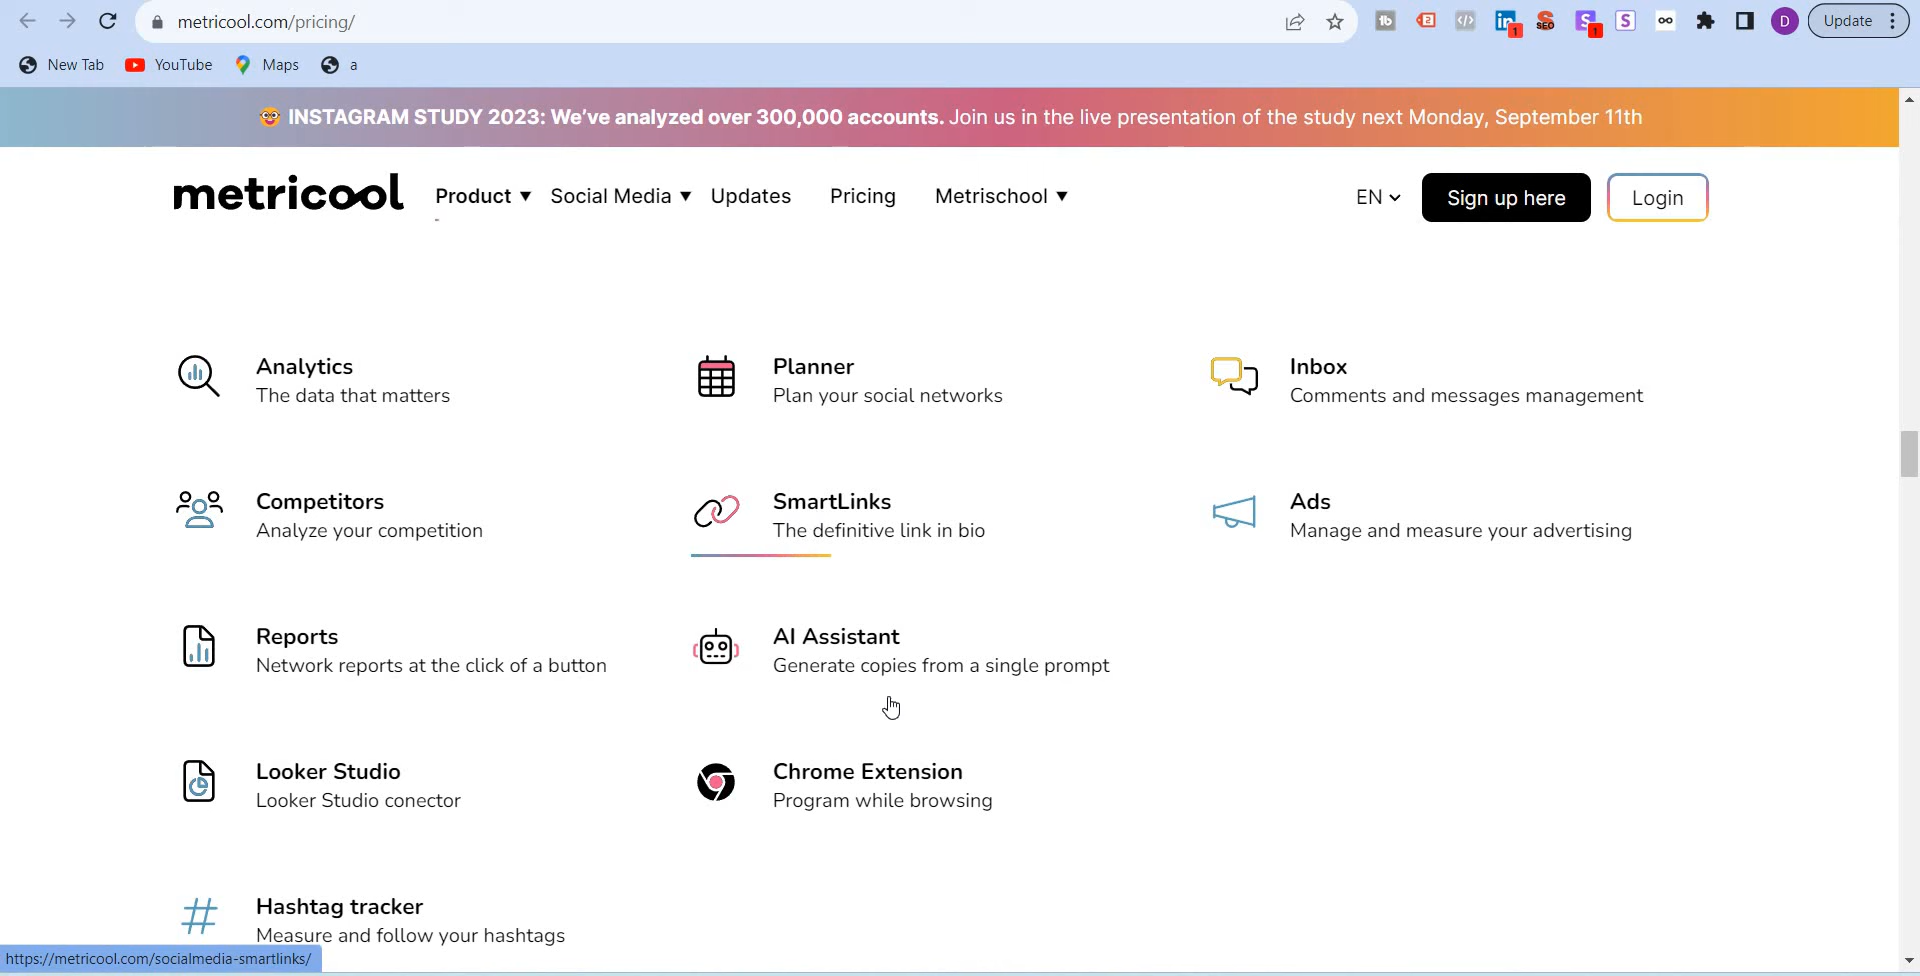 metricool.com/pricing/
1
1
D
Update
New Tab
YouTube
Maps
a
🤓 INSTAGRAM STUDY 2023: We've analyzed over 300,000 accounts. Join us in the live presentation of the study next Monday, September 11th
metricool
Product ▼
Social Media ▼
Updates
Pricing
Metrischool ▼
EN
Sign up here
Login
Analytics
The data that matters
Planner
Plan your social networks
Inbox
Comments and messages management
Competitors
Analyze your competition
SmartLinks
The definitive link in bio
Ads
Manage and measure your advertising
Reports
Network reports at the click of a button
AI Assistant
Generate copies from a single prompt
Looker Studio
Looker Studio conector
Chrome Extension
Program while browsing
Hashtag tracker
Measure and follow your hashtags
https://metricool.com/socialmedia-smartlinks/